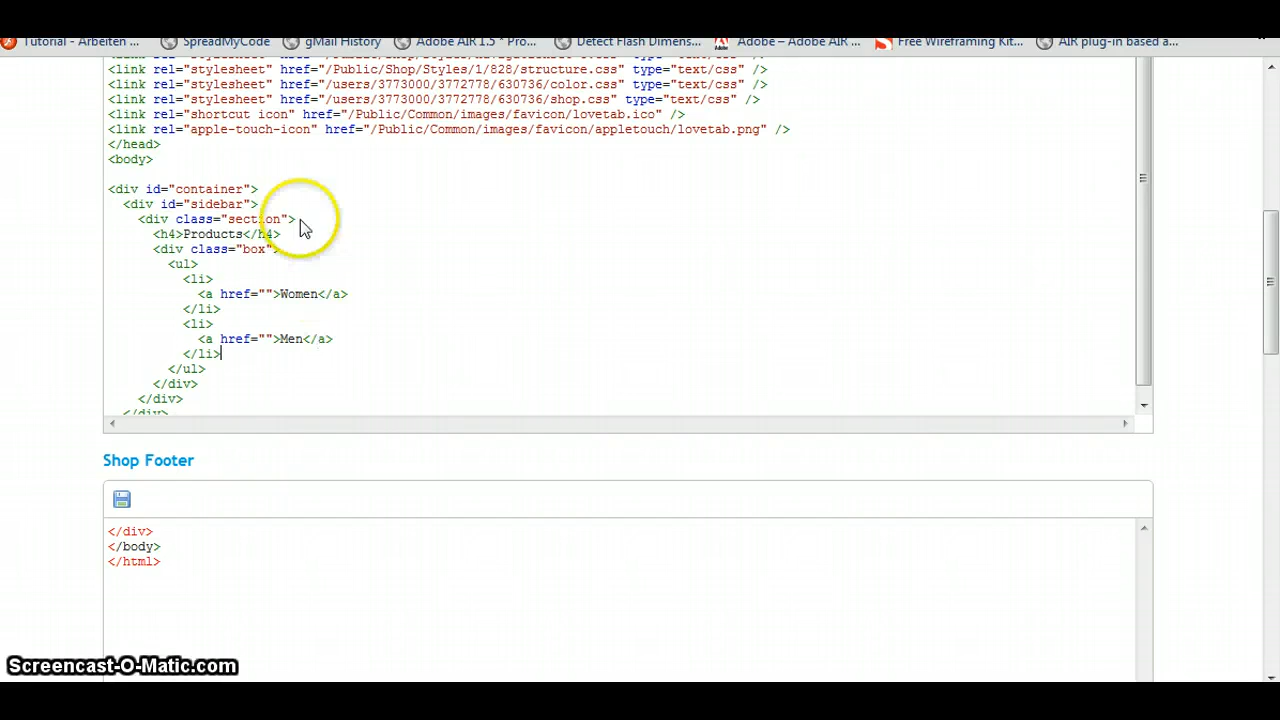 Tutorial - Arbeiten ... SpreadMyCode gMail History Adobe AIR 1.5 * Pro... Detect Flash Dimens... Adobe – Adobe AIR ... Free Wireframing Kit... AIR plug-in based a...
<link rel="stylesheet" href="/Public/Shop/Styles/1/828/structure.css" type="text/css" />
<link rel="stylesheet" href="/users/3773000/3772778/630736/color.css" type="text/css" />
<link rel="stylesheet" href="/users/3773000/3772778/630736/shop.css" type="text/css" />
<link rel="shortcut icon" href="/Public/Common/images/favicon/lovetab.ico" />
<link rel="apple-touch-icon" href="/Public/Common/images/favicon/appletouch/lovetab.png" />
</head>
<body>
<div id="container">
<div id="sidebar">
<div class="section">
<h4>Products</h4>
<div class="box">
<ul>
<li>
<a href="">Women</a>
</li>
<li>
<a href="">Men</a>
</li>
</ul>
</div>
</div>
</div>
Shop Footer
</div>
</body>
</html>
Screencast-O-Matic.com